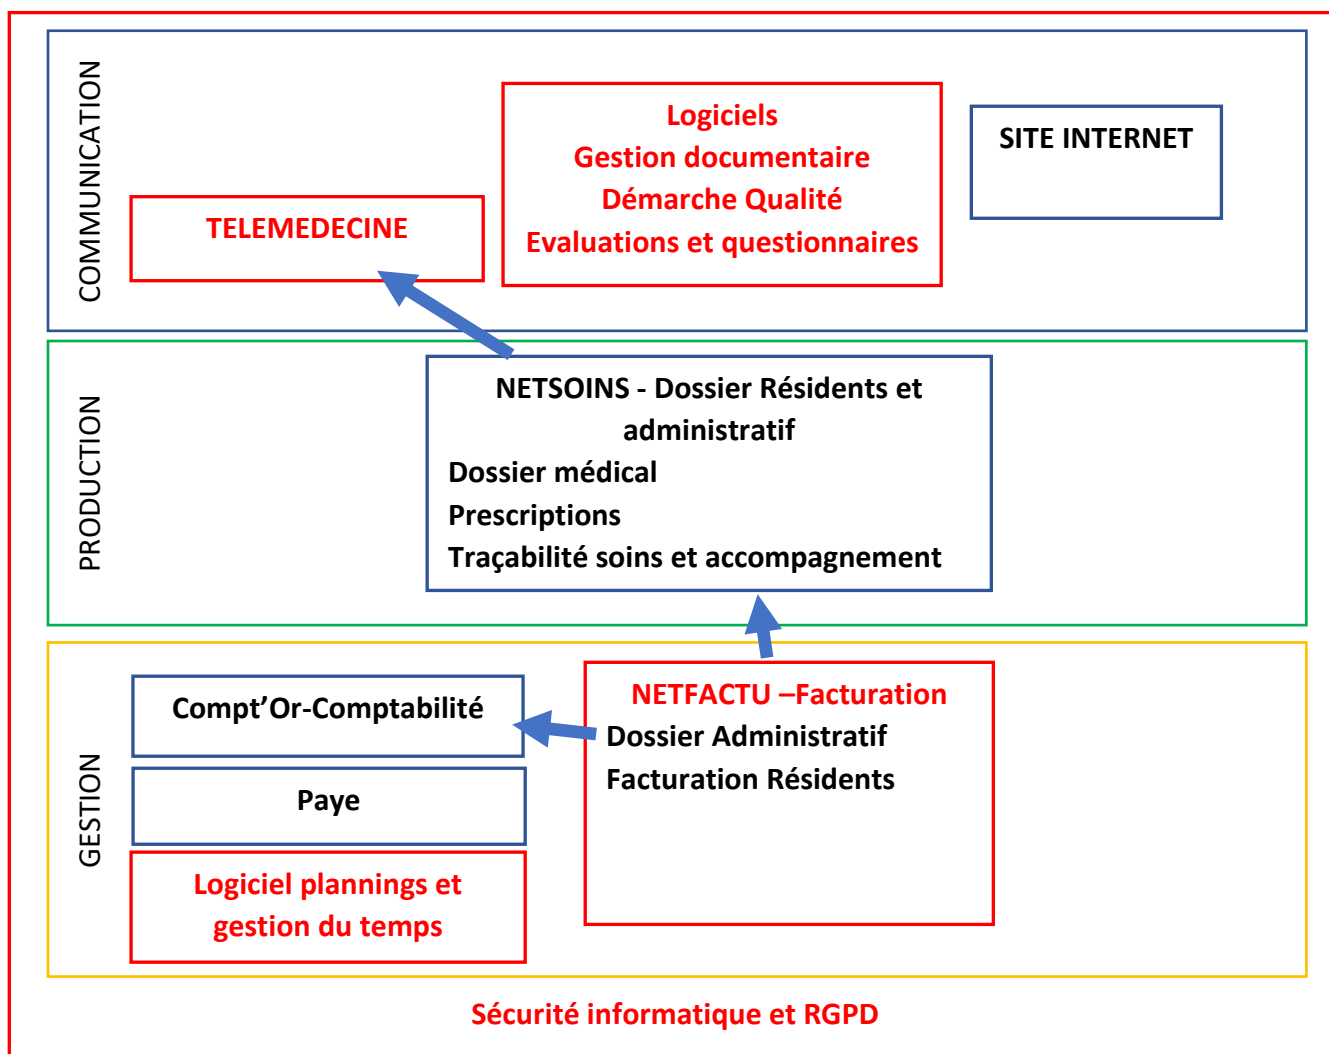 COMMUNICATION
TELEMEDECINE
Logiciels
Gestion documentaire
Démarche Qualité
Evaluations et questionnaires
SITE INTERNET
PRODUCTION
NETSOINS - Dossier Résidents et
administratif
Dossier médical
Prescriptions
Traçabilité soins et accompagnement
GESTION
Compt’Or-Comptabilité
Paye
Logiciel plannings et
gestion du temps
NETFACTU –Facturation
Dossier Administratif
Facturation Résidents
Sécurité informatique et RGPD